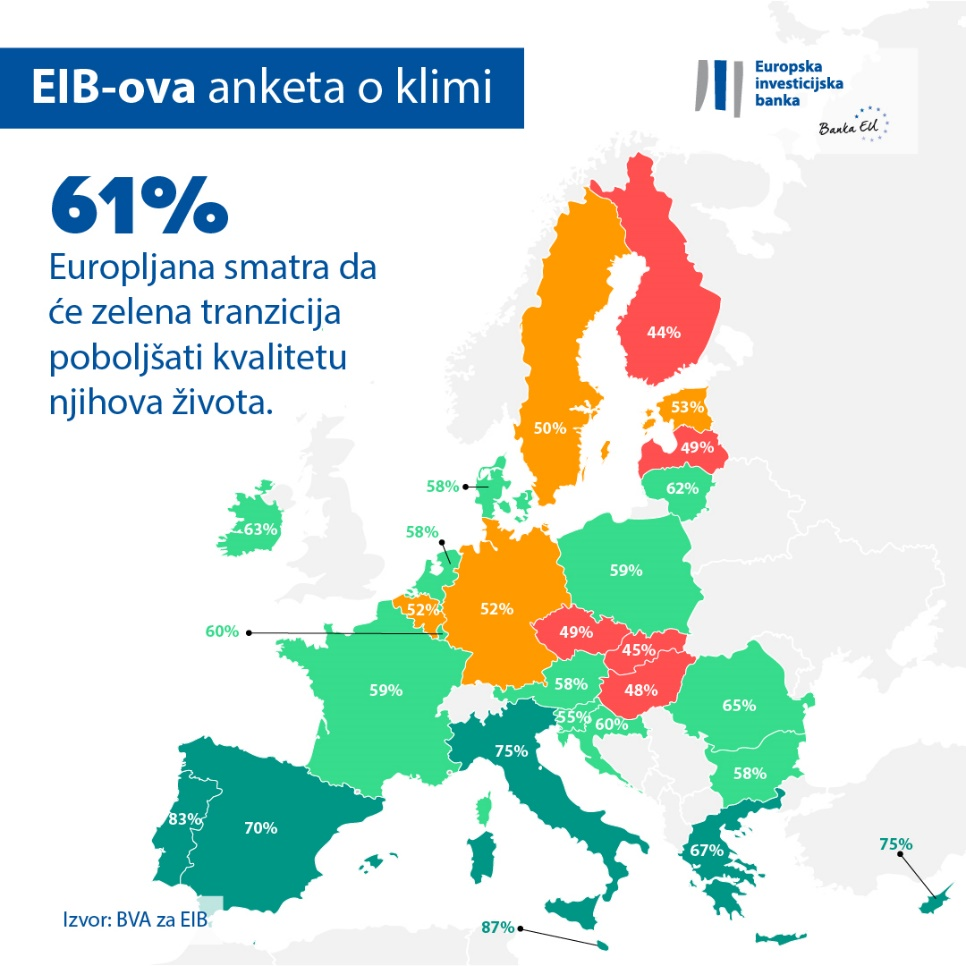 EIB-ova anketa o klimi
Europska
investicijska
banka
Banka EU
61%
Europljana smatra da
će zelena tranzicija
poboljšati kvalitetu
njihova života.
44%
53%
50%
49%
58%
62%
63%
58%
59%
52%
52%
60%
49%
45%
58%
48%
59%
55%
60%
65%
75%
58%
83%
70%
67%
75%
87%
Izvor: BVA za EIB